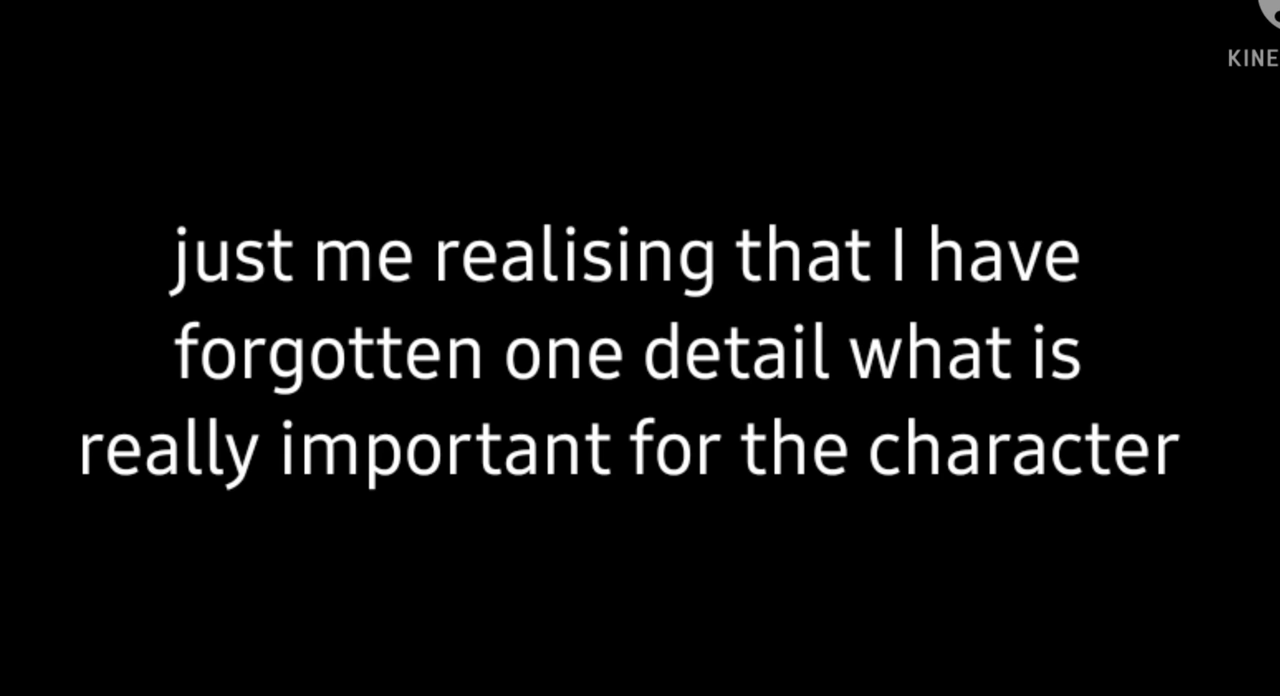 KINE
just me realising that I have
forgotten one detail what is
really important for the character